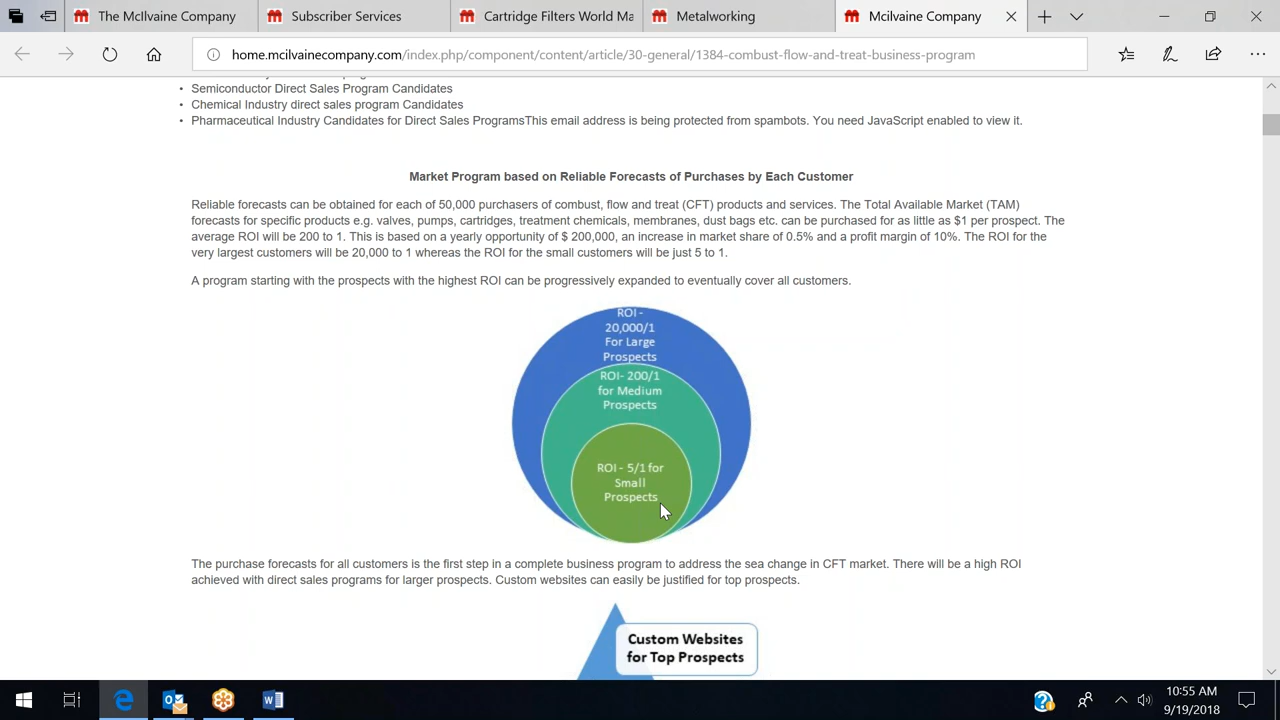 The McIlvaine Company
Subscriber Services
Cartridge Filters World Ma
Metalworking
Mcilvaine Company
home.mcilvainecompany.com/index.php/component/content/article/30-general/1384-combust-flow-and-treat-business-program
• Semiconductor Direct Sales Program Candidates
• Chemical Industry direct sales program Candidates
• Pharmaceutical Industry Candidates for Direct Sales ProgramsThis email address is being protected from spambots. You need JavaScript enabled to view it.
Market Program based on Reliable Forecasts of Purchases by Each Customer
Reliable forecasts can be obtained for each of 50,000 purchasers of combust, flow and treat (CFT) products and services. The Total Available Market (TAM)
forecasts for specific products e.g. valves, pumps, cartridges, treatment chemicals, membranes, dust bags etc. can be purchased for as little as $1 per prospect. The
average ROI will be 200 to 1. This is based on a yearly opportunity of $ 200,000, an increase in market share of 0.5% and a profit margin of 10%. The ROI for the
very largest customers will be 20,000 to 1 whereas the ROI for the small customers will be just 5 to 1.
A program starting with the prospects with the highest ROI can be progressively expanded to eventually cover all customers.
ROI -
20,000/1
For Large
Prospects
ROI- 200/1
for Medium
Prospects
ROI - 5/1 for
Small
Prospects
The purchase forecasts for all customers is the first step in a complete business program to address the sea change in CFT market. There will be a high ROI
achieved with direct sales programs for larger prospects. Custom websites can easily be justified for top prospects.
Custom Websites
for Top Prospects
10:55 AM
9/19/2018